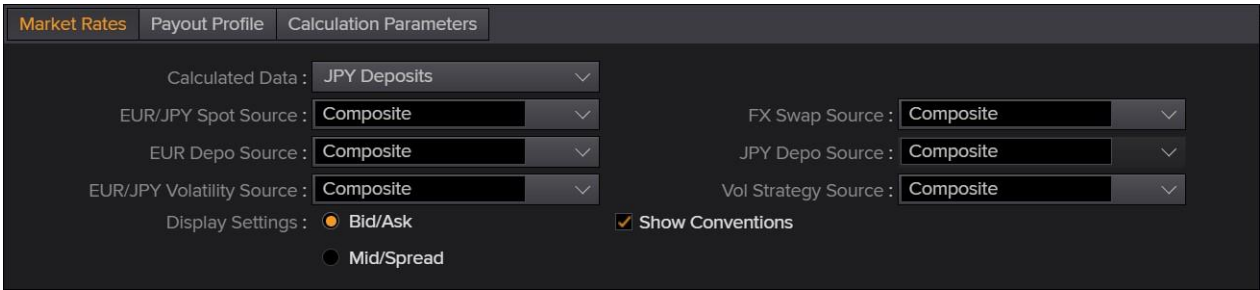 Market Rates Payout Profile Calculation Parameters
Calculated Data : JPY Deposits
EUR/JPY Spot Source : Composite FX Swap Source : Composite
EUR Depo Source : Composite JPY Depo Source : Composite
EUR/JPY Volatility Source : Composite Vol Strategy Source : Composite
Display Settings : Bid/Ask Show Conventions
Mid/Spread